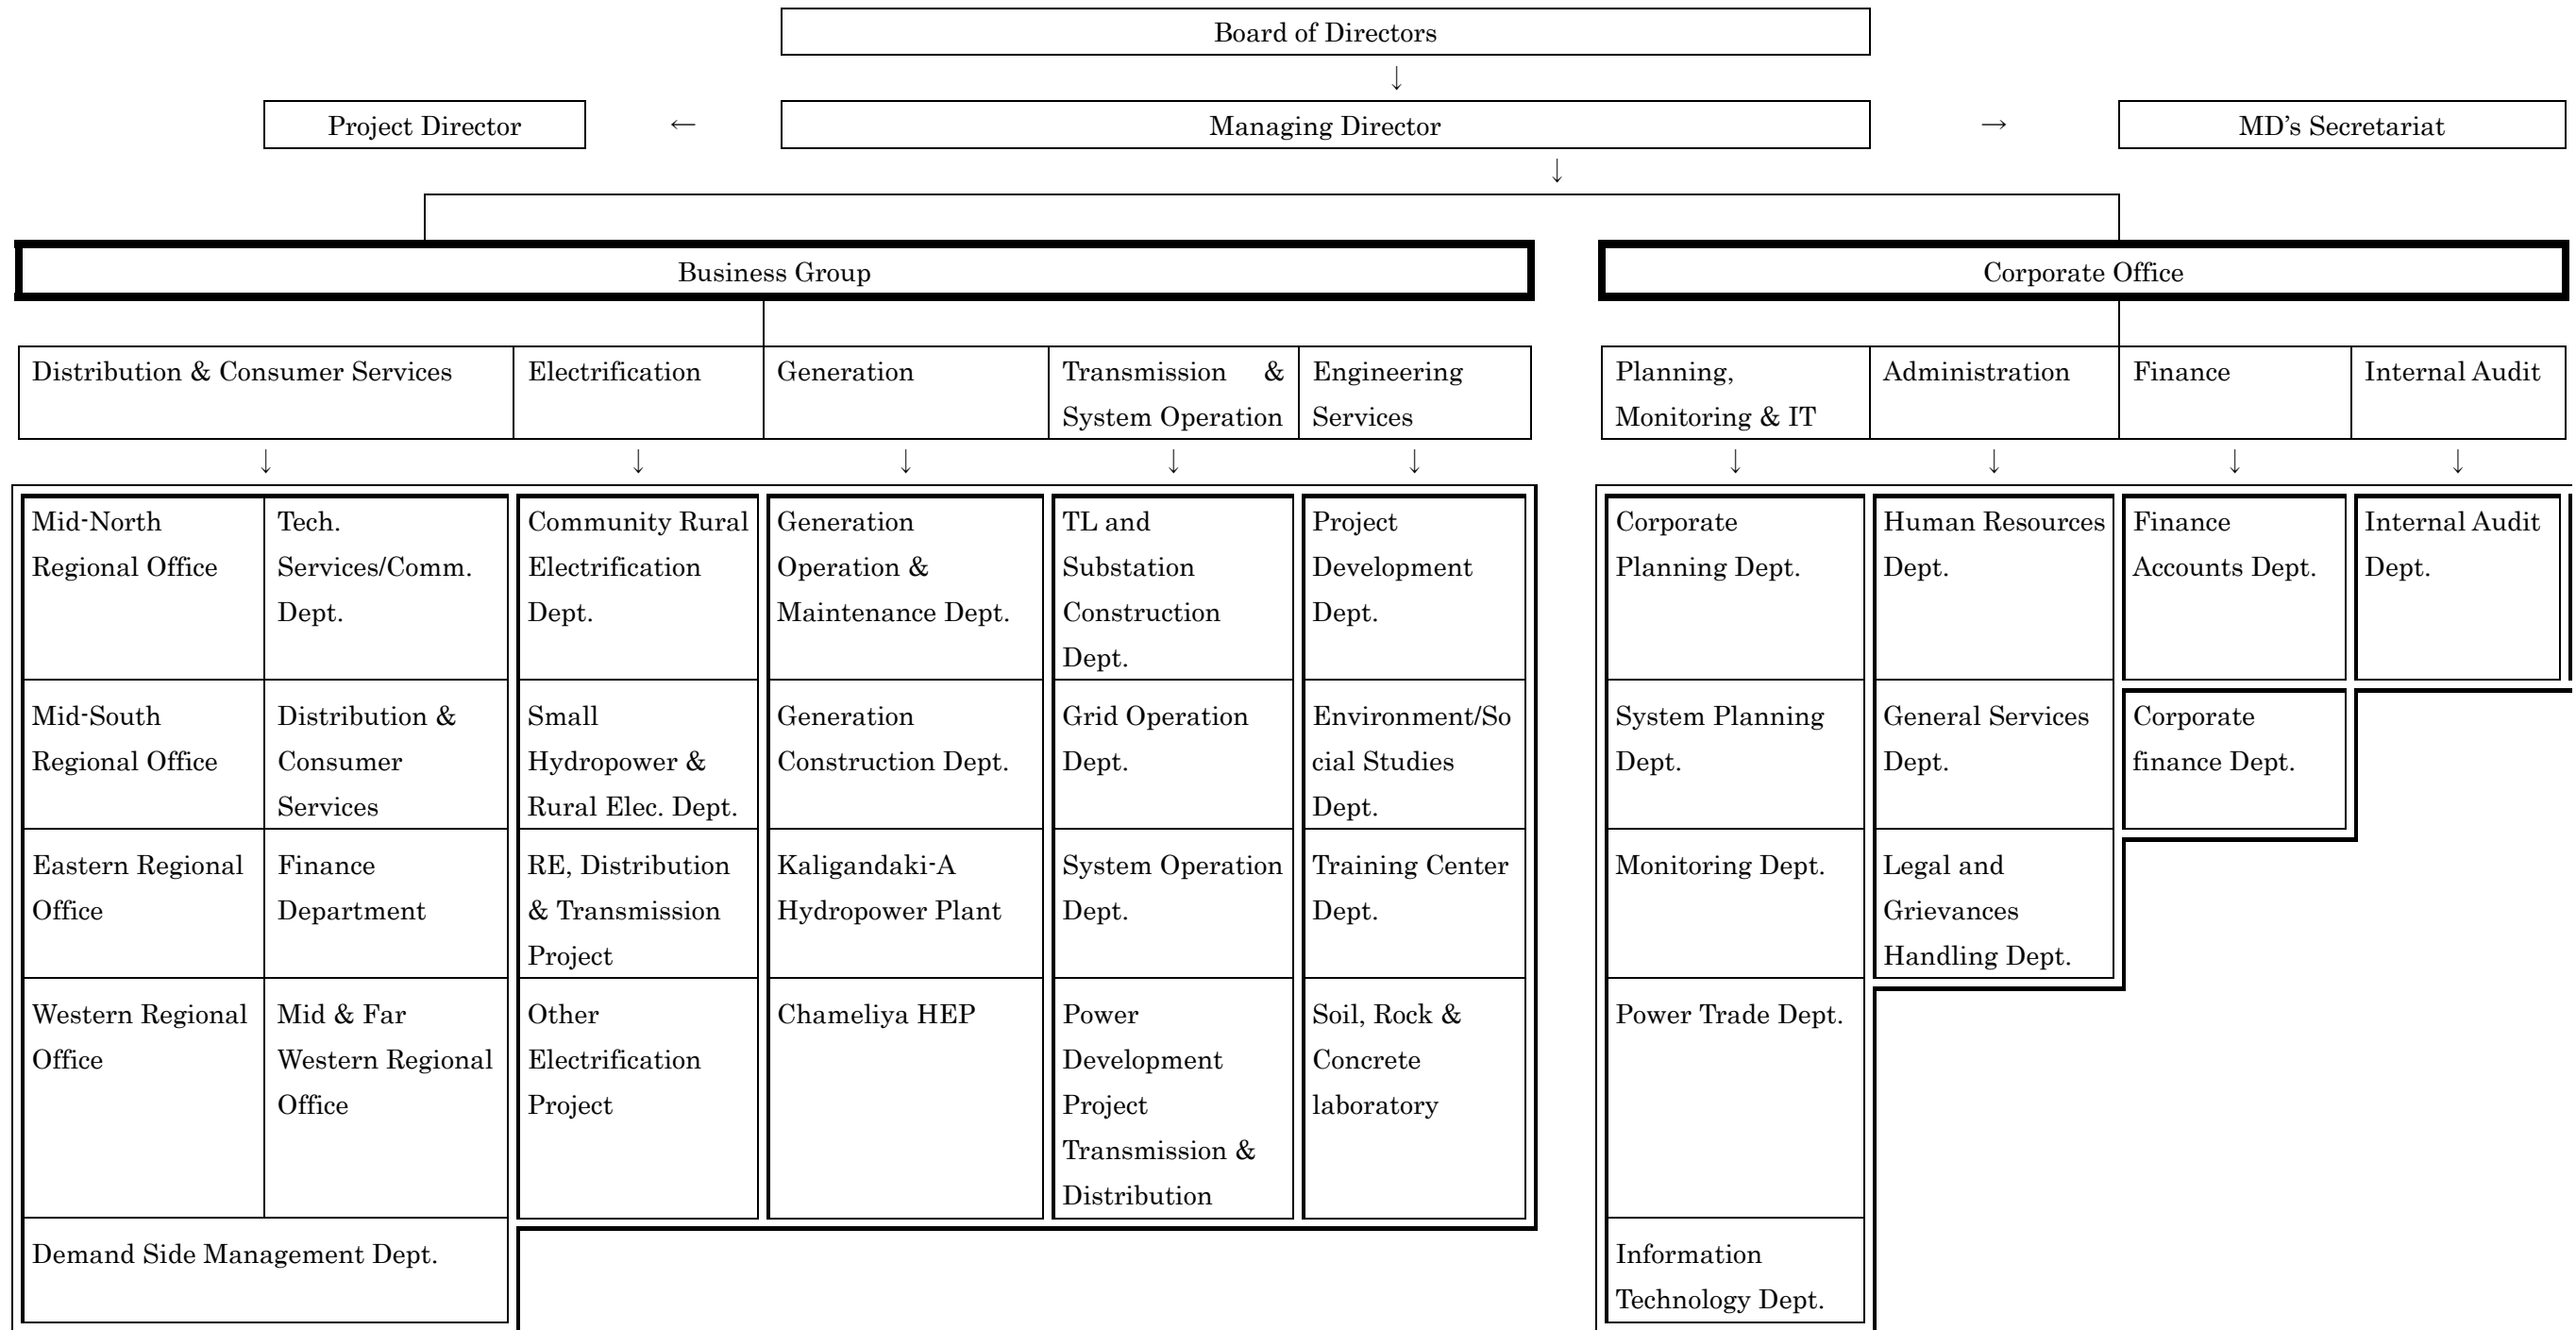 Board of Directors
↓
Project Director
←
Managing Director
→
MD's Secretariat
↓
Business Group
Corporate Office
Distribution & Consumer Services
Electrification
Generation
Transmission &
System Operation
Engineering
Services
Planning,
Monitoring & IT
Administration
Finance
Internal Audit
↓ ↓ ↓ ↓ ↓ ↓ ↓ ↓ ↓
Mid-North
Regional Office
Tech.
Services/Comm.
Dept.
Community Rural
Electrification
Dept.
Generation
Operation &
Maintenance Dept.
TL and
Substation
Construction
Dept.
Project
Development
Dept.
Corporate
Planning Dept.
Human Resources
Dept.
Finance
Accounts Dept.
Internal Audit
Dept.
Mid-South
Regional Office
Distribution &
Consumer
Services
Small
Hydropower &
Rural Elec. Dept.
Generation
Construction Dept.
Grid Operation
Dept.
Environment/So
cial Studies
Dept.
System Planning
Dept.
General Services
Dept.
Corporate
finance Dept.
Eastern Regional
Office
Finance
Department
RE, Distribution
& Transmission
Project
Kaligandaki-A
Hydropower Plant
System Operation
Dept.
Training Center
Dept.
Monitoring Dept.
Legal and
Grievances
Handling Dept.
Western Regional
Office
Mid & Far
Western Regional
Office
Other
Electrification
Project
Chameliya HEP
Power
Development
Project
Transmission &
Distribution
Soil, Rock &
Concrete
laboratory
Power Trade Dept.
Demand Side Management Dept.
Information
Technology Dept.